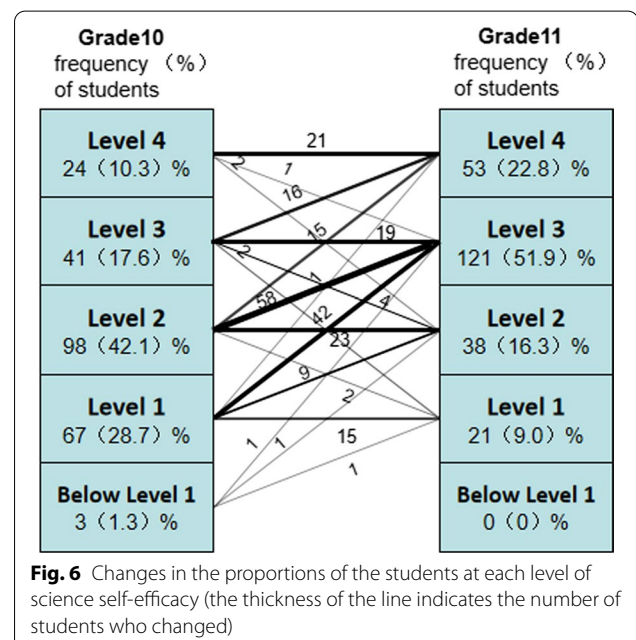 Grade10
frequency （%）
of students
Grade11
frequency （%）
of students
Level 4
24（10.3）%
Level 3
41（17.6）%
Level 2
98（42.1）%
Level 1
67（28.7）%
Below Level 1
3（1.3）%
21
2
1
16
15
19
2
1
58
4
42
23
9
2
1
1
15
1
Level 4
53（22.8）%
Level 3
121（51.9）%
Level 2
38（16.3）%
Level 1
21（9.0）%
Below Level 1
0（0）%
Fig. 6 Changes in the proportions of the students at each level of
science self-efficacy (the thickness of the line indicates the number of
students who changed)